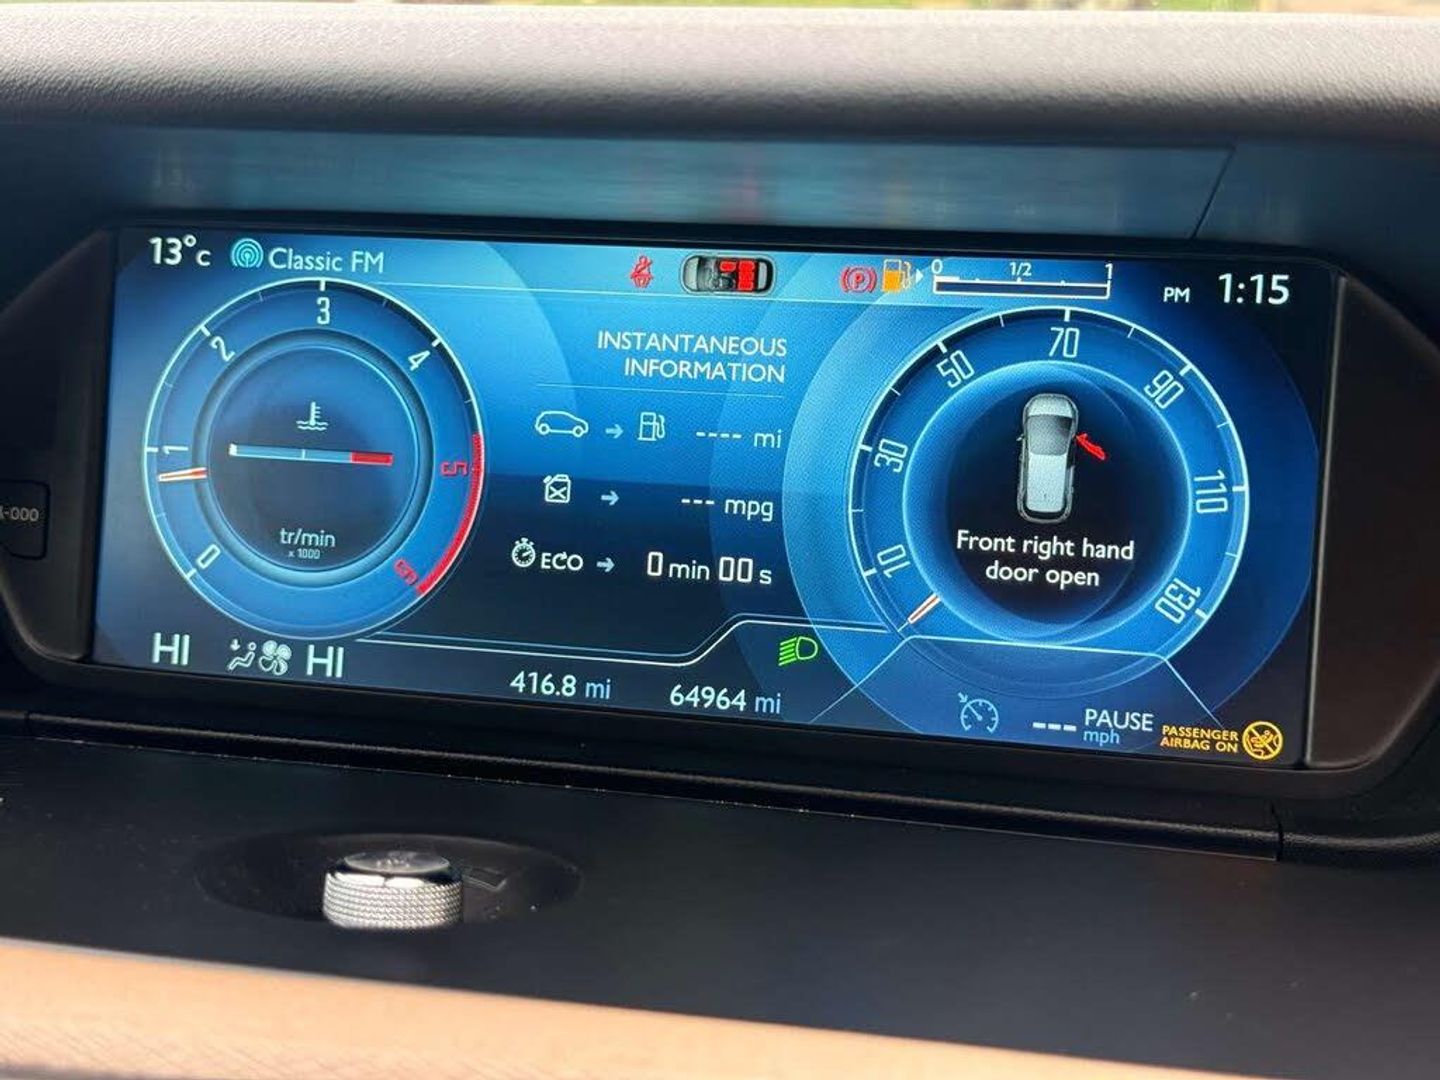 13°C Classic FM
P
0 1/2 1
PM 1:15
0
1
2
3
4
5
6
tr/min
x 1000
INSTANTANEOUS
INFORMATION
---- mi
--- mpg
ECO 0 min 00 s
10
30
50
70
90
110
130
Front right hand
door open
HI HI
416.8 mi 64964 mi
--- PAUSE
mph
PASSENGER
AIRBAG ON